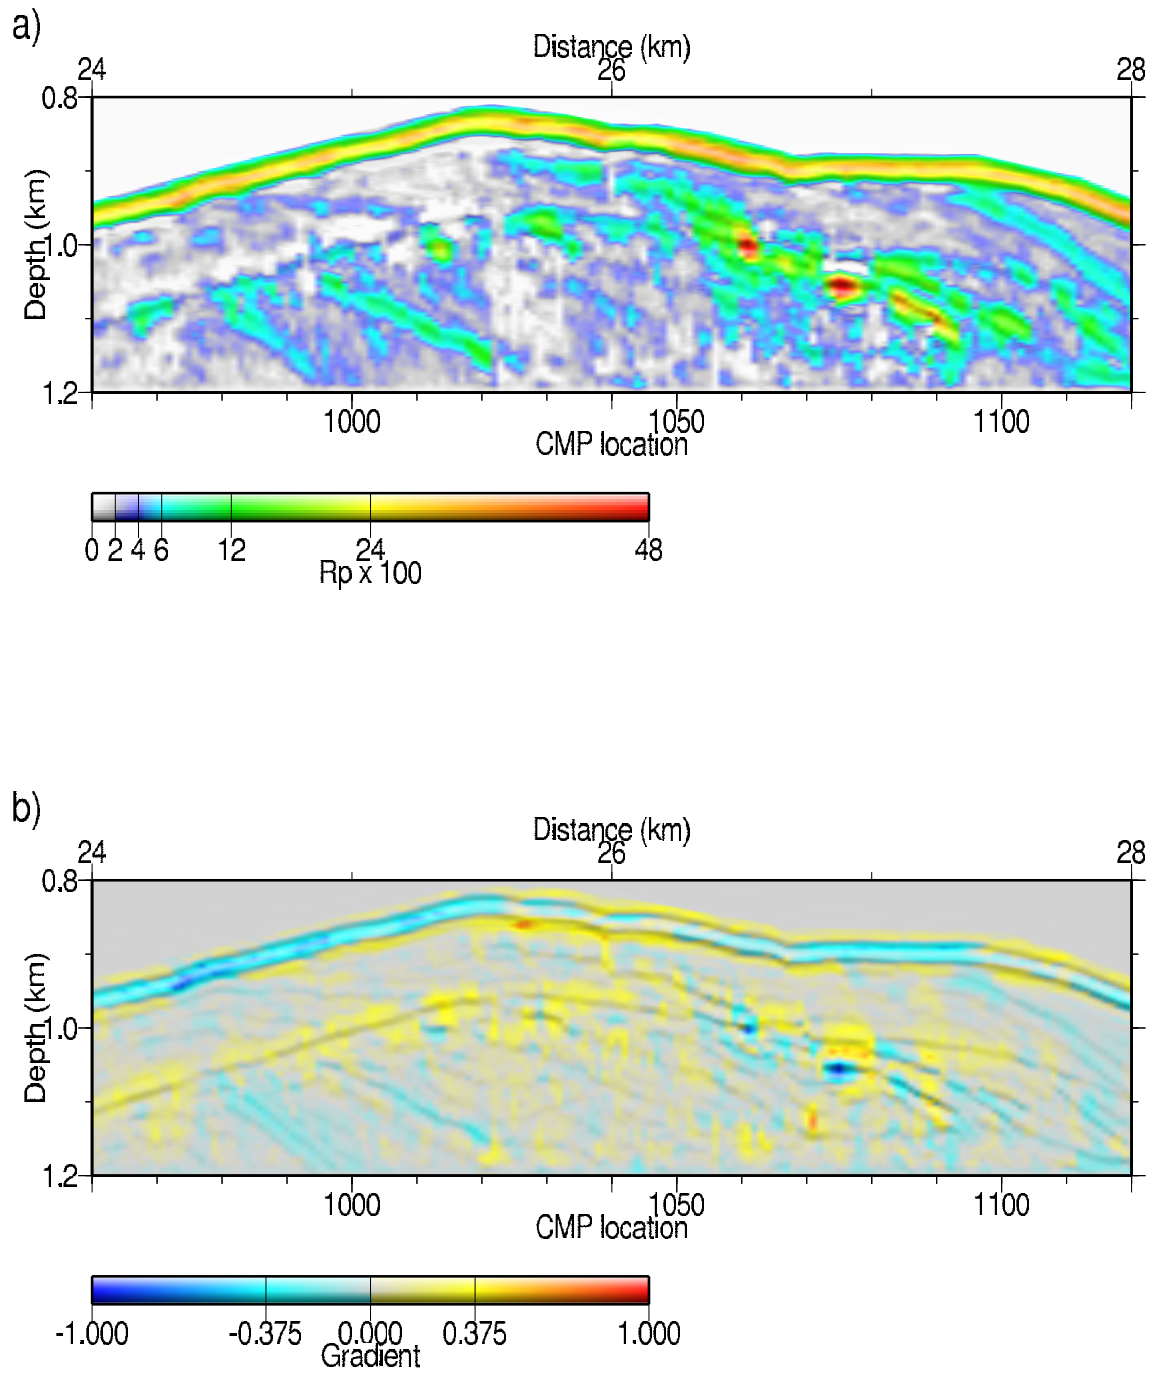 a)
Distance (km)
24 26 28
0.8
1.0
1.2
Depth (km)
1000 1050 1100
CMP location
0 2 4 6 12 24 48
Rp x 100
b)
Distance (km)
24 26 28
0.8
1.0
1.2
Depth (km)
1000 1050 1100
CMP location
-1.000 -0.375 0.000 0.375 1.000
Gradient